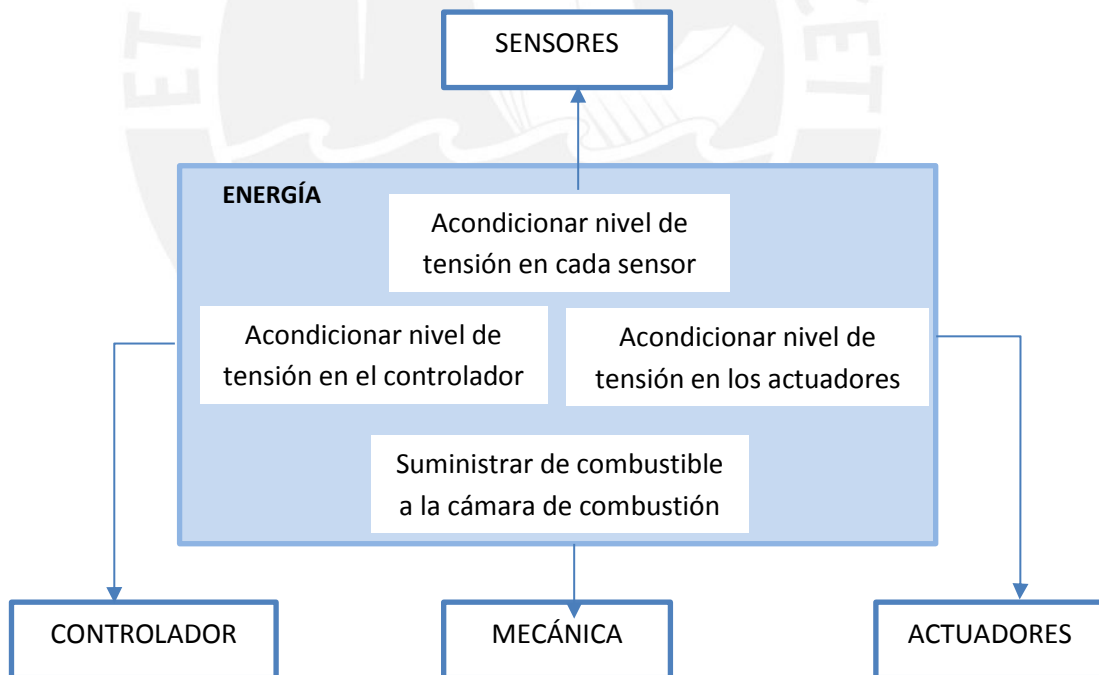 SENSORES
ENERGÍA
Acondicionar nivel de
tensión en cada sensor
Acondicionar nivel de
tensión en el controlador
Acondicionar nivel de
tensión en los actuadores
Suministrar de combustible
a la cámara de combustión
CONTROLADOR
MECÁNICA
ACTUADORES